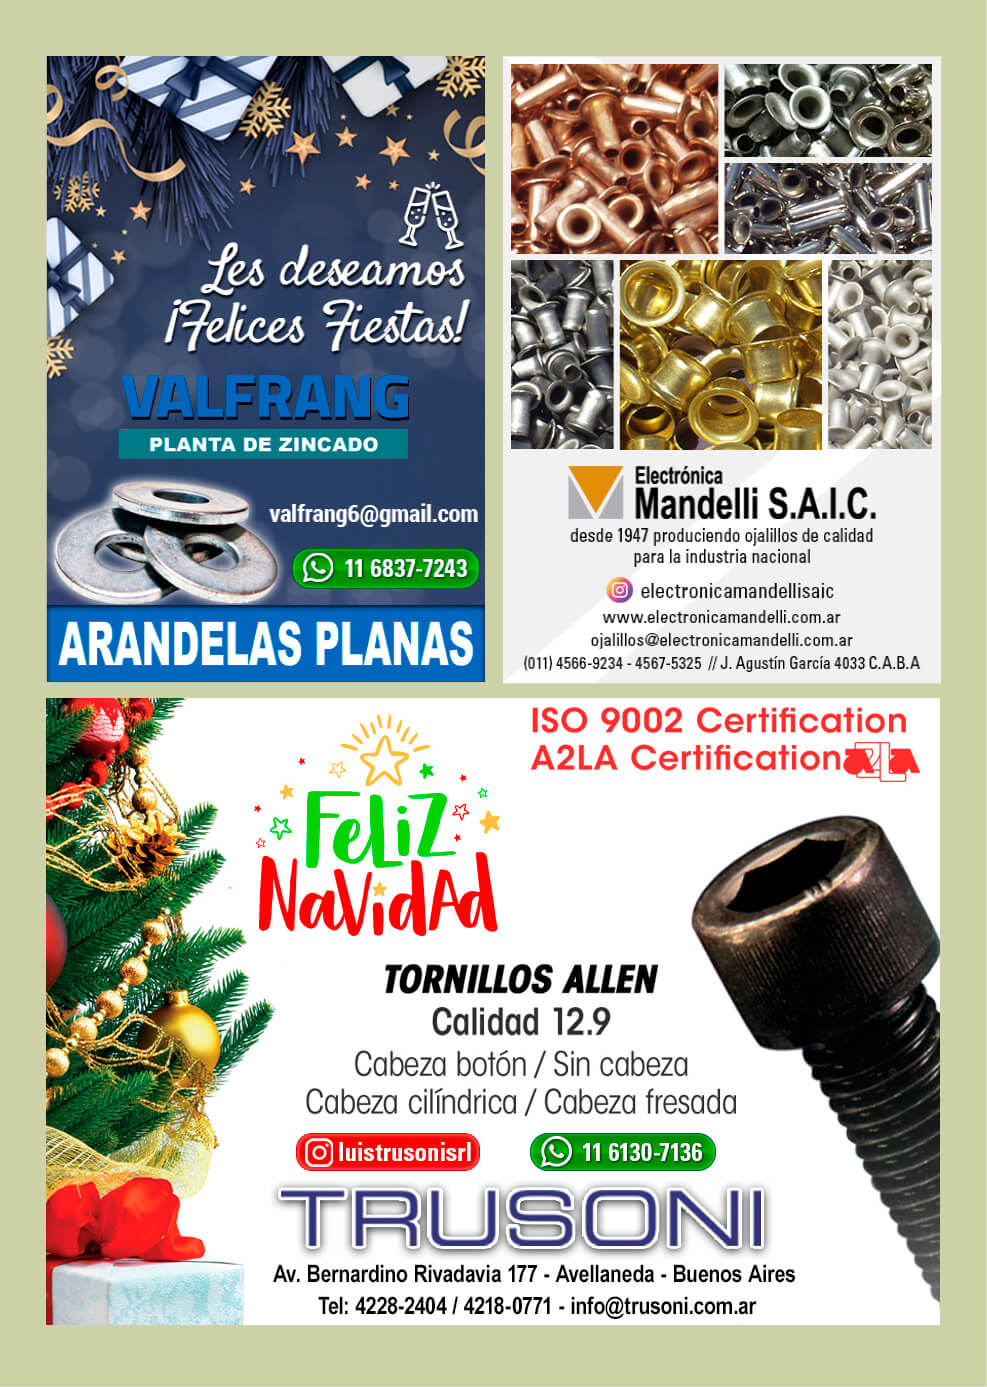 Les deseamos
¡Felices Fiestas!
VALFRANG
PLANTA DE ZINCADO
valfrang6@gmail.com
11 6837-7243
ARANDELAS PLANAS
Electrónica
Mandelli S.A.I.C.
desde 1947 produciendo ojalillos de calidad
para la industria nacional
electronicamandellisaic
www.electronicamandelli.com.ar
ojalillos@electronicamandelli.com.ar
(011) 4566-9234 - 4567-5325 // J. Agustín García 4033 C.A.B.A
ISO 9002 Certification
A2LA Certification
a2La
FeLiZ
NaVidAd
TORNILLOS ALLEN
Calidad 12.9
Cabeza botón / Sin cabeza
Cabeza cilíndrica / Cabeza fresada
luistrusonisrl
11 6130-7136
TRUSONI
Av. Bernardino Rivadavia 177 - Avellaneda - Buenos Aires
Tel: 4228-2404 / 4218-0771 - info@trusoni.com.ar